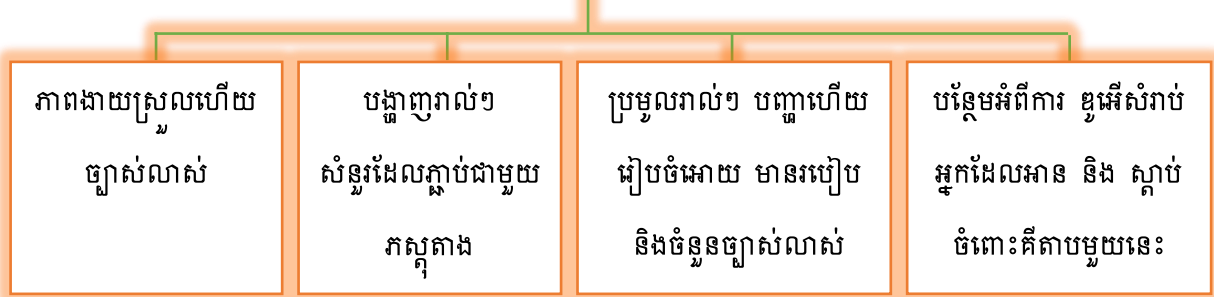 ភាពងាយស្រួលហើយ
ច្បាស់លាស់
បង្ហាញរាល់ៗ
សំនួរដែលភ្ជាប់ជាមួយ
ភស្តុតាង
ប្រមូលរាល់ៗ បញ្ហាហើយ
រៀបចំអោយ មានរបៀប
និងចំនួនច្បាស់លាស់
បន្ថែមអំពីការ ឌូអើសំរាប់
អ្នកដែលអាន និង ស្តាប់
ចំពោះគីតាបមួយនេះ